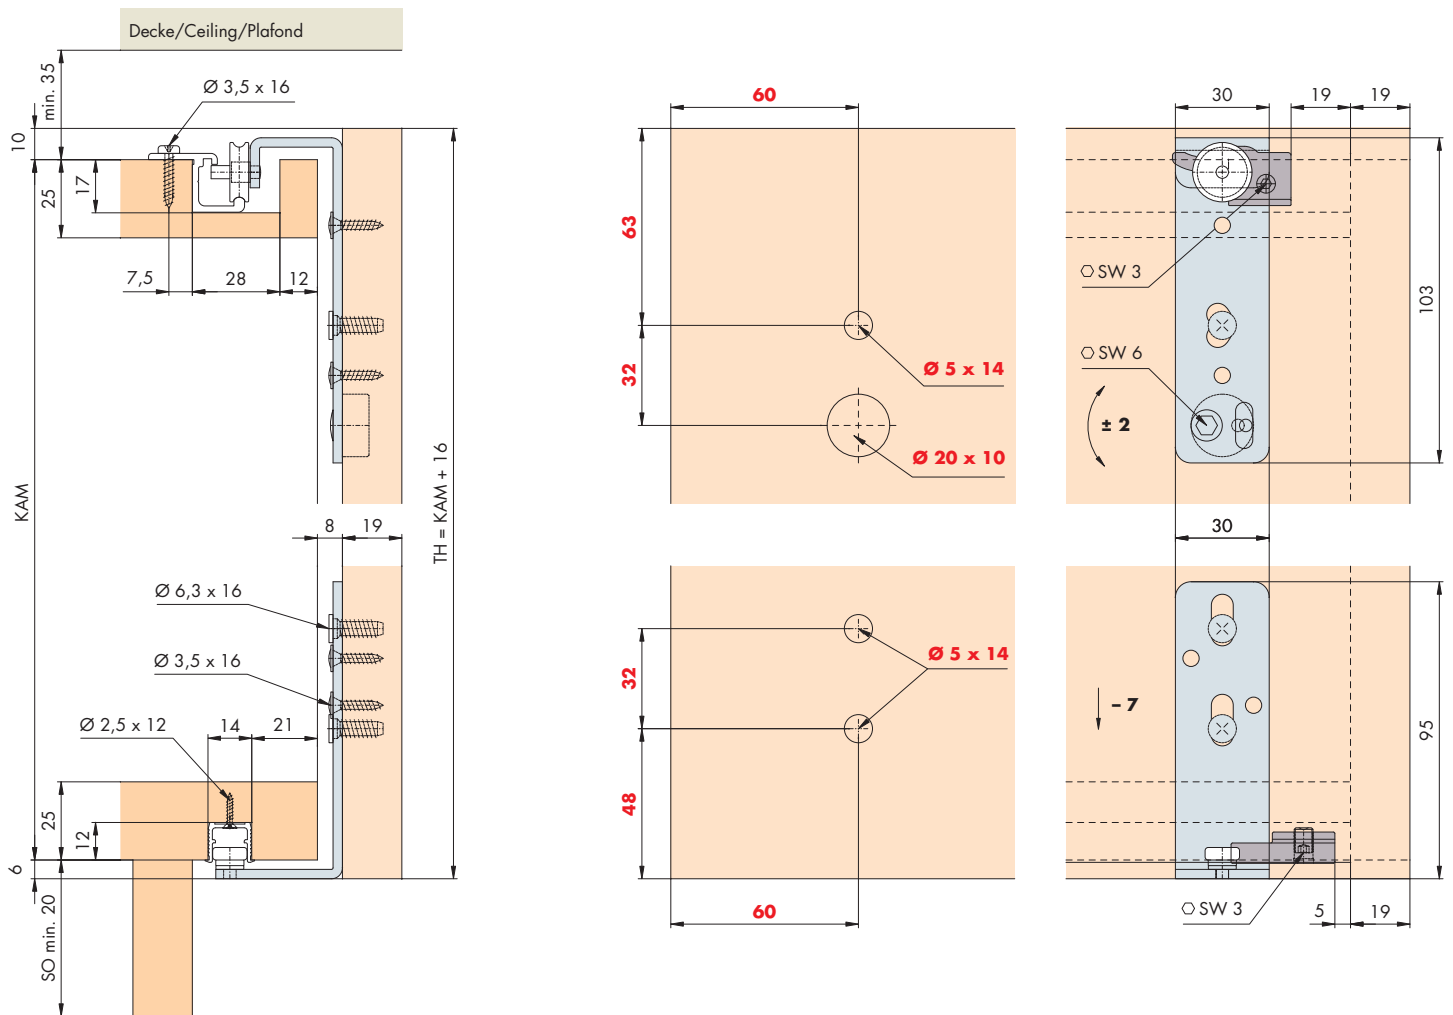 Decke/Ceiling/Plafond
min. 35
Ø 3,5 x 16
10
17
25
7,5
28
12
KAM
8
19
TH = KAM + 16
Ø 6,3 x 16
Ø 3,5 x 16
Ø 2,5 x 12
14
21
25
12
6
SO min. 20
60
63
32
Ø 5 x 14
Ø 20 x 10
32
Ø 5 x 14
48
60
30
19
19
SW 3
103
SW 6
± 2
30
– 7
95
SW 3
5
19